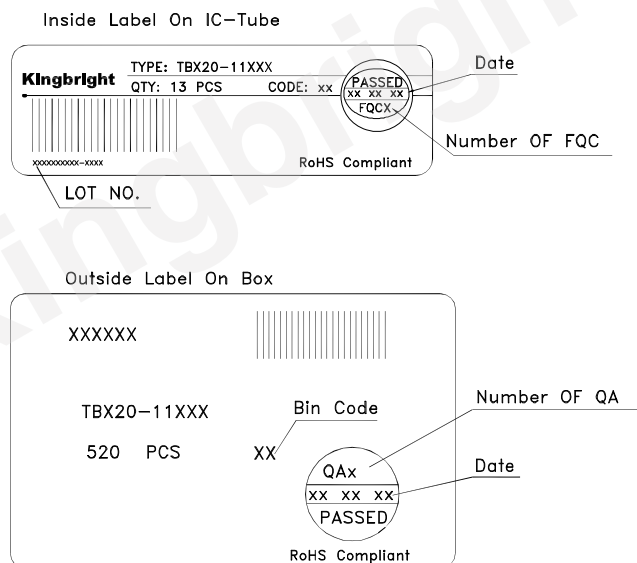 Inside Label On IC-Tube
Kingbright
TYPE: TBX20-11XXX
QTY: 13 PCS CODE: xx
PASSED
xx xx xx
FQCX
Date
Number OF FQC
xxxxxxxxxx-xxxx
RoHS Compliant
LOT NO.
Outside Label On Box
XXXXXX
TBX20-11XXX
Bin Code
520 PCS
XX
Number OF QA
QAx
Date
xx xx xx
PASSED
RoHS Compliant
Kingbright